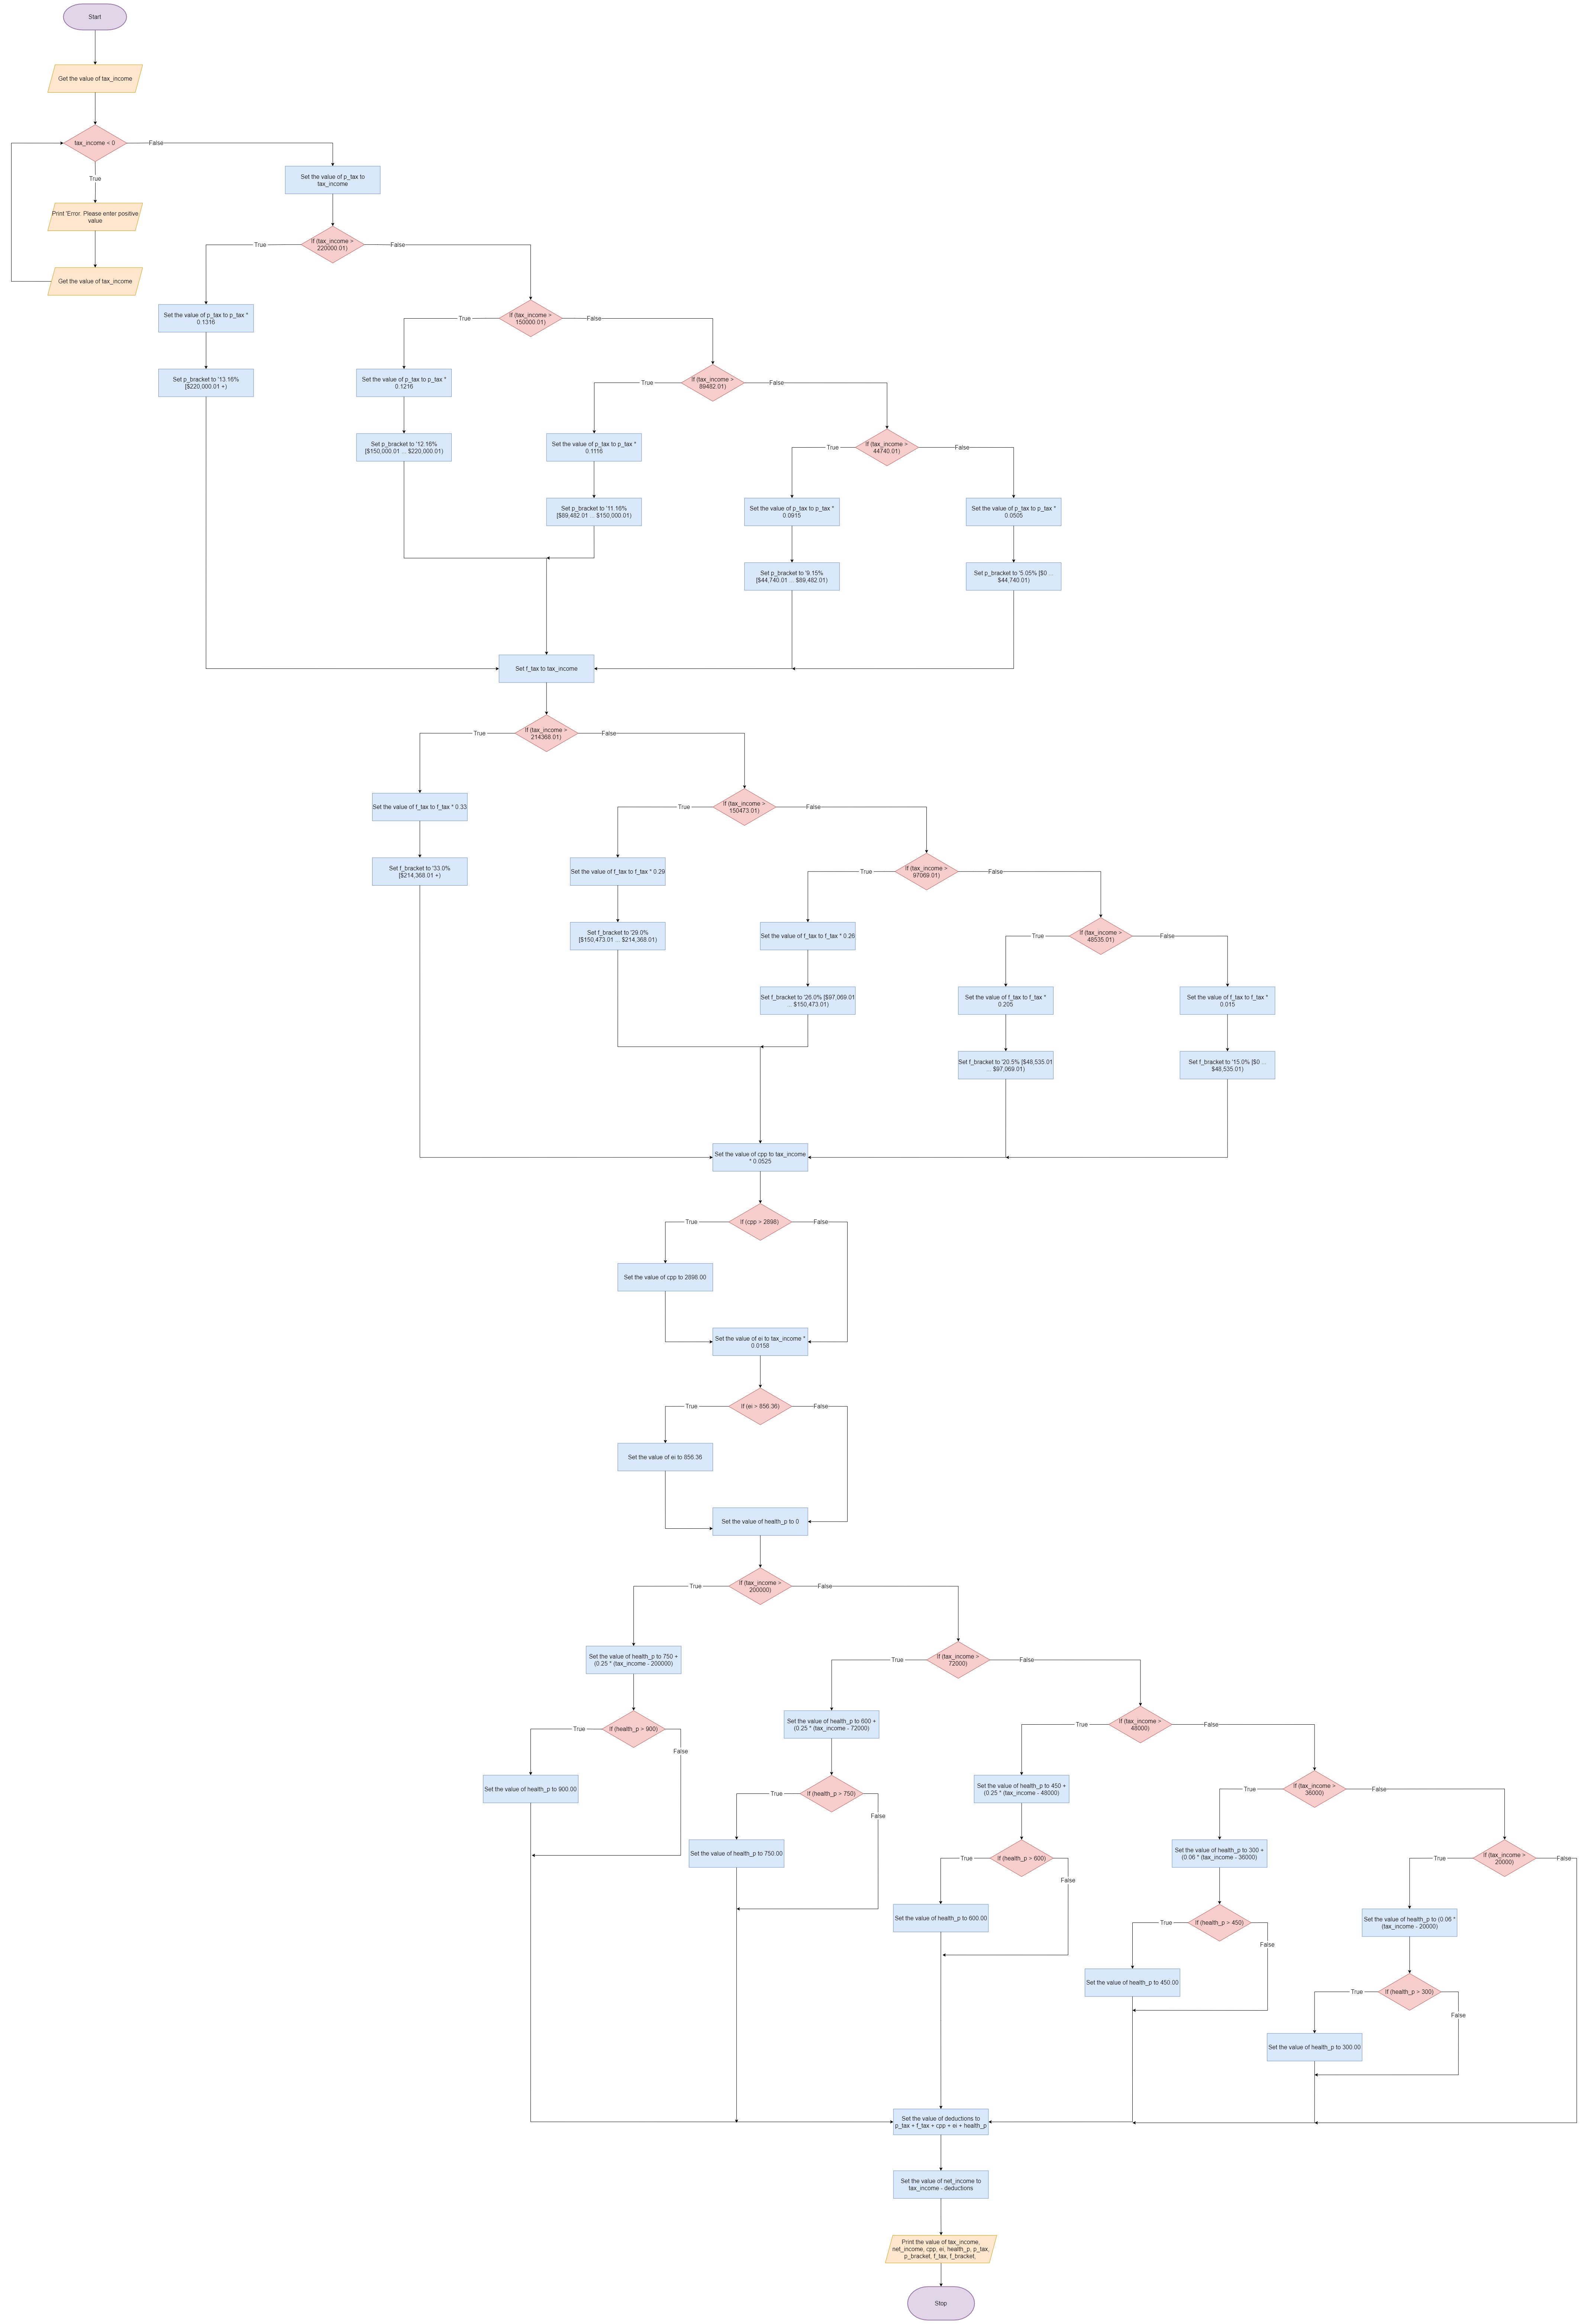 Start
Get the value of tax_income
tax_income < 0
False
True
Set the value of p_tax to
tax_income
Print 'Error. Please enter positive
value
Get the value of tax_income
If (tax_income >
220000.01)
True
False
Set the value of p_tax to p_tax *
0.1316
Set p_bracket to '13.16%
[$220,000.01 +)
If (tax_income >
150000.01)
True
False
Set the value of p_tax to p_tax *
0.1216
Set p_bracket to '12.16%
[$150,000.01 ... $220,000.01)
If (tax_income >
89482.01)
True
False
Set the value of p_tax to p_tax *
0.1116
Set p_bracket to '11.16%
[$89,482.01 ... $150,000.01)
If (tax_income >
44740.01)
True
False
Set the value of p_tax to p_tax *
0.0915
Set p_bracket to '9.15%
[$44,740.01 ... $89,482.01)
Set the value of p_tax to p_tax *
0.0505
Set p_bracket to '5.05% [$0 ...
$44,740.01)
Set f_tax to tax_income
If (tax_income >
214368.01)
True
False
Set the value of f_tax to f_tax * 0.33
Set f_bracket to '33.0%
[$214,368.01 +)
If (tax_income >
150473.01)
True
False
Set the value of f_tax to f_tax * 0.29
Set f_bracket to '29.0%
[$150,473.01 ... $214,368.01)
If (tax_income >
97069.01)
True
False
Set the value of f_tax to f_tax * 0.26
Set f_bracket to '26.0% [$97,069.01
... $150,473.01)
If (tax_income >
48535.01)
True
False
Set the value of f_tax to f_tax *
0.205
Set f_bracket to '20.5% [$48,535.01
... $97,069.01)
Set the value of f_tax to f_tax *
0.015
Set f_bracket to '15.0% [$0 ...
$48,535.01)
Set the value of cpp to tax_income
* 0.0525
If (cpp > 2898)
True
False
Set the value of cpp to 2898.00
Set the value of ei to tax_income *
0.0158
If (ei > 856.36)
True
False
Set the value of ei to 856.36
Set the value of health_p to 0
If (tax_income >
200000)
True
False
Set the value of health_p to 750 +
(0.25 * (tax_income - 200000)
If (health_p > 900)
True
False
Set the value of health_p to 900.00
If (tax_income >
72000)
True
False
Set the value of health_p to 600 +
(0.25 * (tax_income - 72000)
If (health_p > 750)
True
False
Set the value of health_p to 750.00
If (tax_income >
48000)
True
False
Set the value of health_p to 450 +
(0.25 * (tax_income - 48000)
If (health_p > 600)
True
False
Set the value of health_p to 600.00
If (tax_income >
36000)
True
False
Set the value of health_p to 300 +
(0.06 * (tax_income - 36000)
If (health_p > 450)
True
False
Set the value of health_p to 450.00
If (tax_income >
20000)
True
False
Set the value of health_p to (0.06 *
(tax_income - 20000)
If (health_p > 300)
True
False
Set the value of health_p to 300.00
Set the value of deductions to
p_tax + f_tax + cpp + ei + health_p
Set the value of net_income to
tax_income - deductions
Print the value of tax_income,
net_income, cpp, ei, health_p, p_tax,
p_bracket, f_tax, f_bracket,
Stop